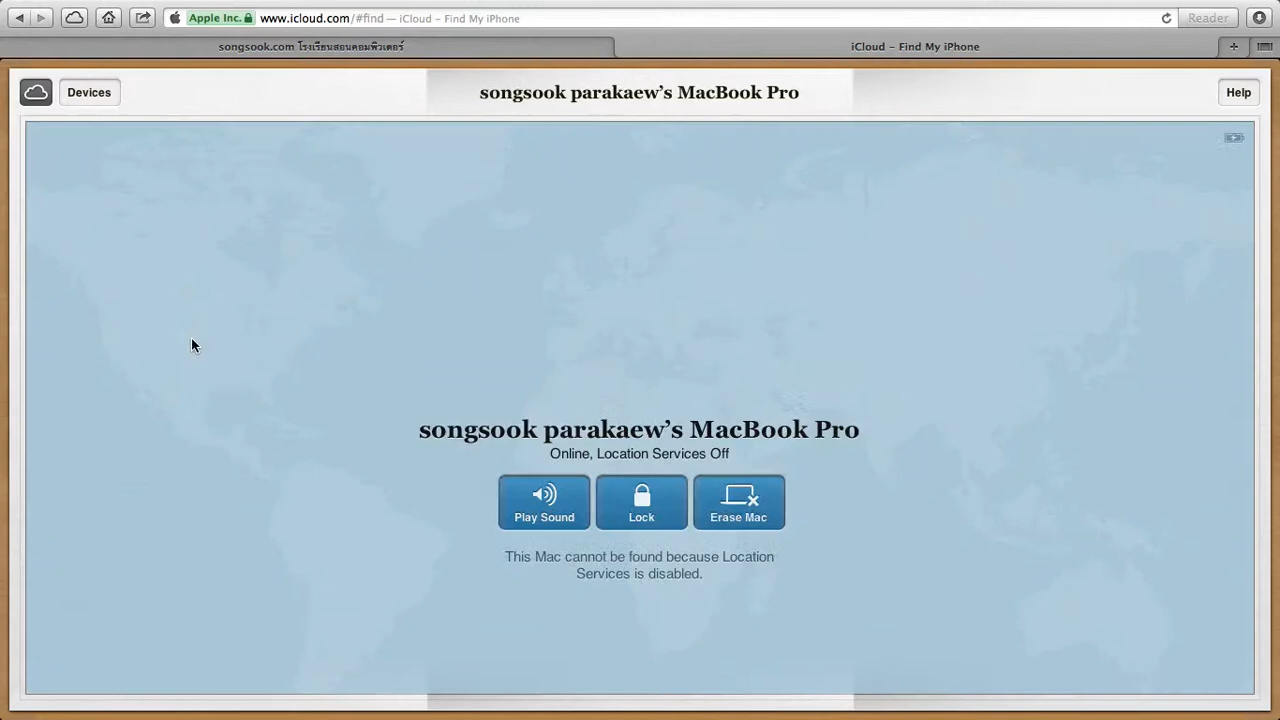 Apple Inc. www.icloud.com/#find — iCloud – Find My iPhone Reader
songsook.com โรงเรียนสอนคอมพิวเตอร์ iCloud – Find My iPhone +
Devices songsook parakaew’s MacBook Pro Help
songsook parakaew’s MacBook Pro
Online, Location Services Off
Play Sound Lock Erase Mac
This Mac cannot be found because Location
Services is disabled.